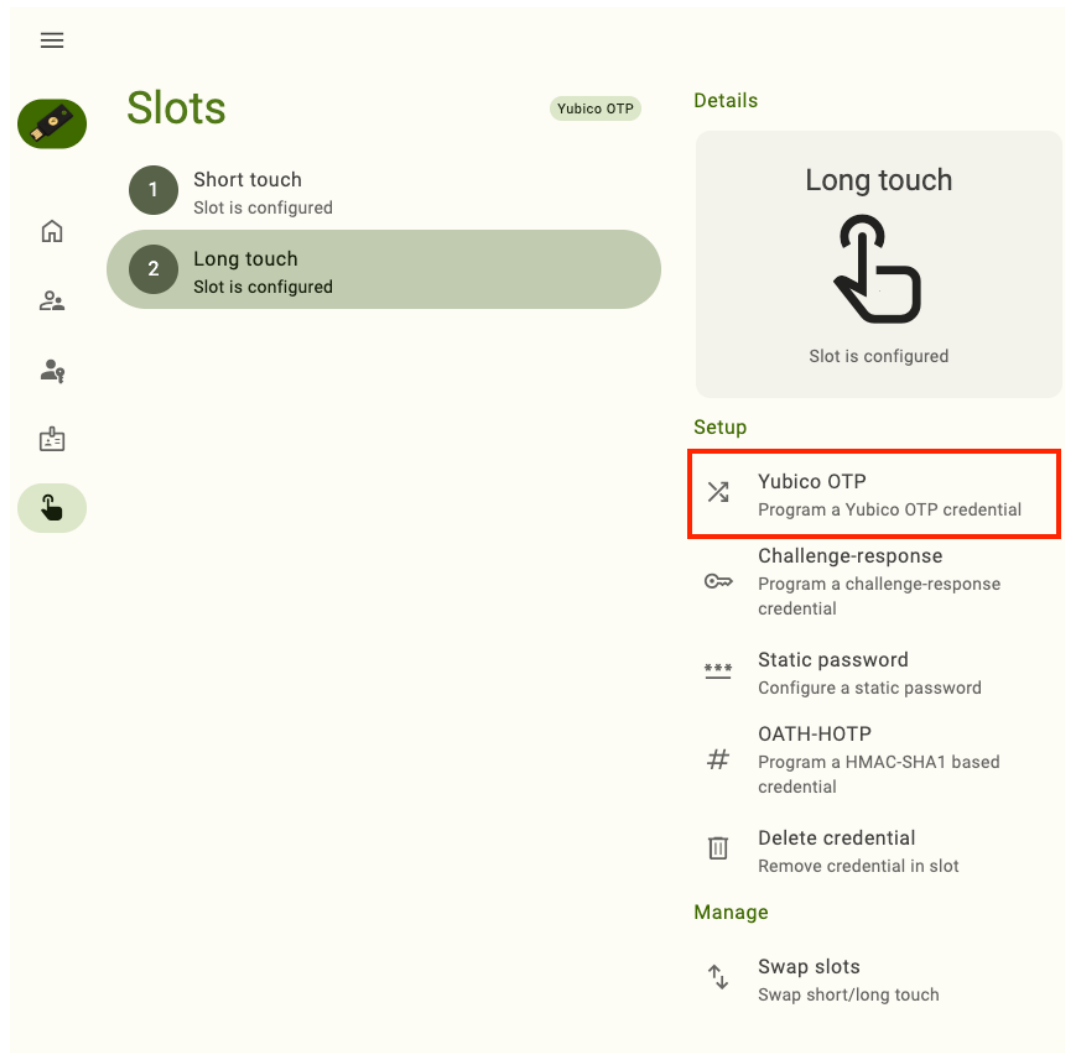 Slots
Yubico OTP
1
Short touch
Slot is configured
2
Long touch
Slot is configured
Details
Long touch
Slot is configured
Setup
Yubico OTP
Program a Yubico OTP credential
Challenge-response
Program a challenge-response
credential
***
Static password
Configure a static password
#
OATH-HOTP
Program a HMAC-SHA1 based
credential
Delete credential
Remove credential in slot
Manage
Swap slots
Swap short/long touch